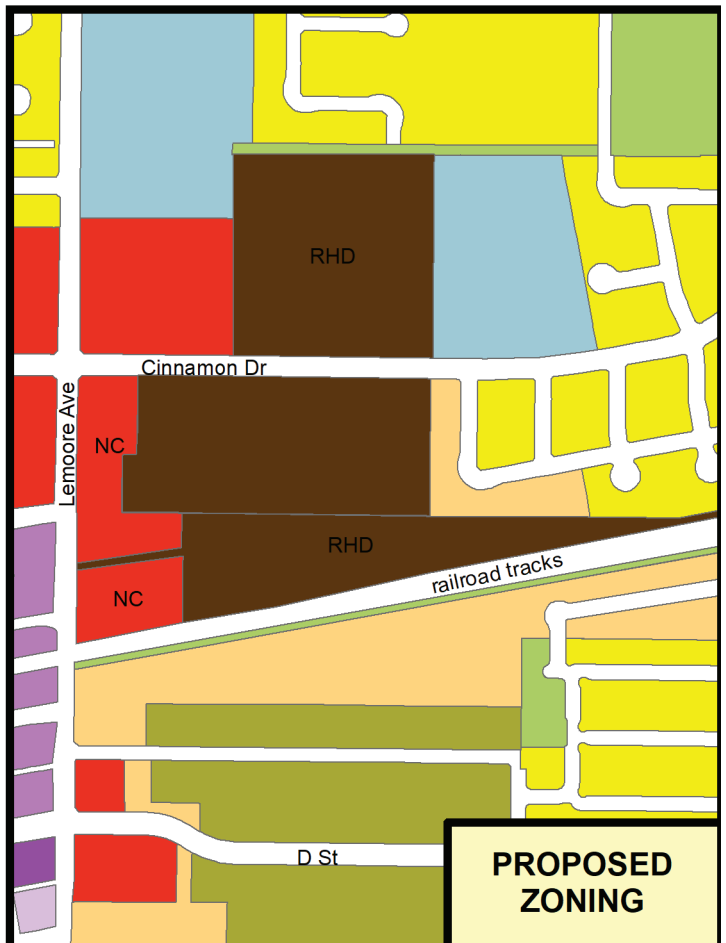 RHD
Cinnamon Dr
Lemoore Ave
NC
RHD
railroad tracks
NC
D St
PROPOSED
ZONING